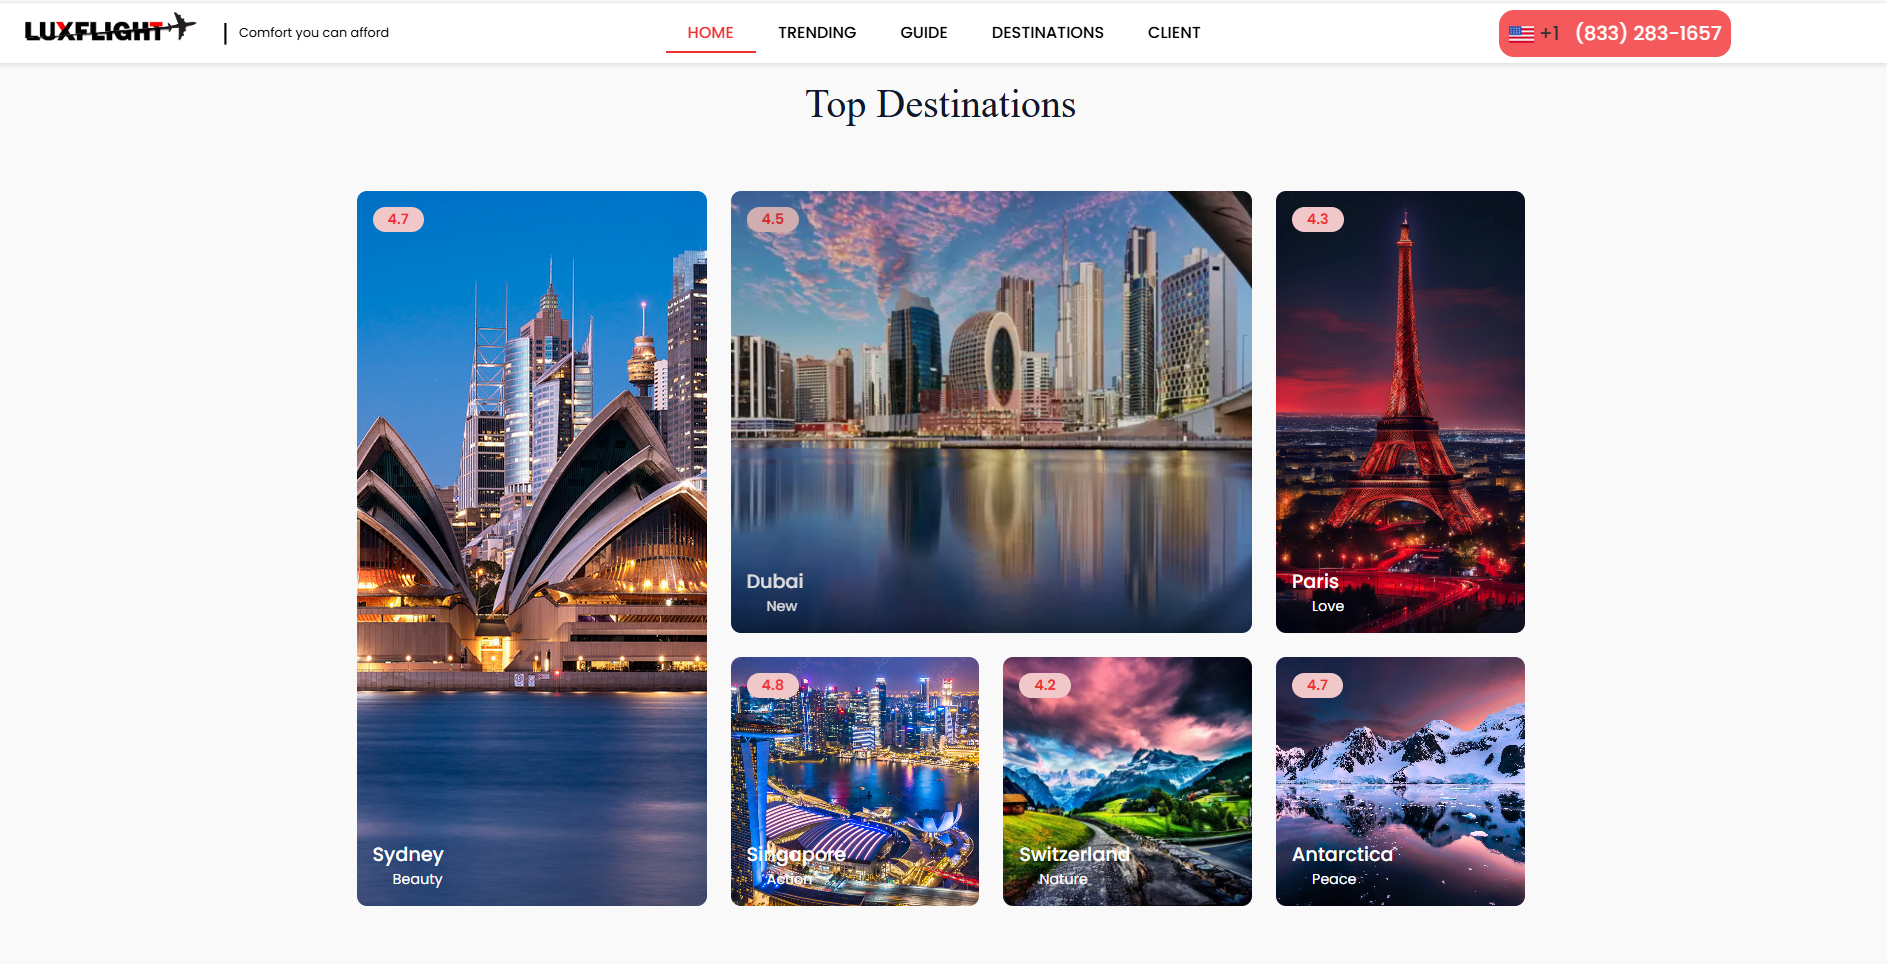 LUXFLIGHT
Comfort you can afford
HOME
TRENDING
GUIDE
DESTINATIONS
CLIENT
+1 (833) 283-1657
Top Destinations
4.7
Sydney
Beauty
4.5
Dubai
New
4.3
Paris
Love
4.8
Singapore
Action
4.2
Switzerland
Nature
4.7
Antarctica
Peace